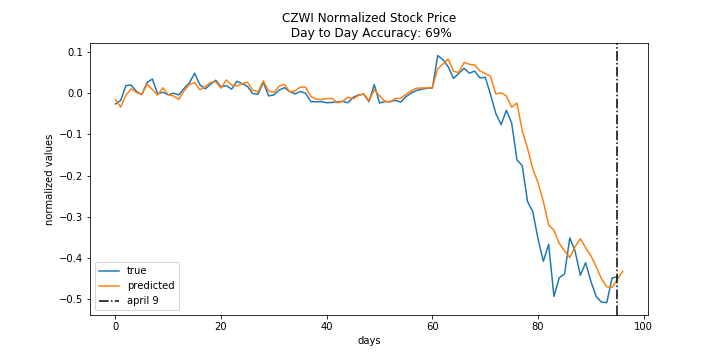 CZWI Normalized Stock Price
Day to Day Accuracy: 69%
0.1
0.0
−0.1
−0.2
−0.3
−0.4
−0.5
normalized values
true
predicted
april 9
0
20
40
60
80
100
days